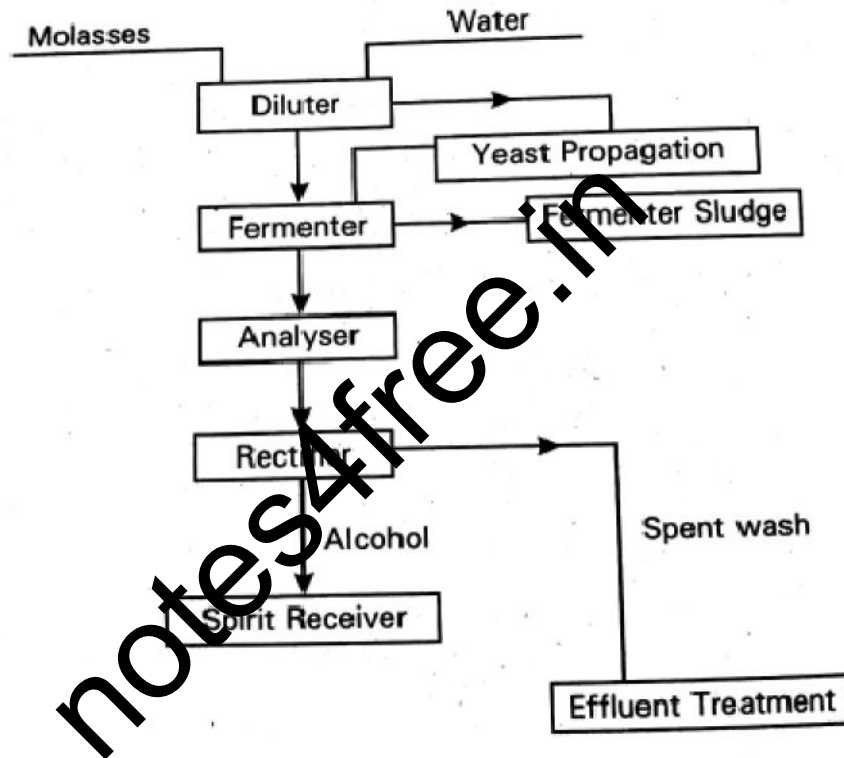 Molasses
Water
Diluter
Yeast Propagation
Fermenter
Fermenter Sludge
Analyser
Rectifier
Alcohol
Spent wash
Spirit Receiver
Effluent Treatment
notes4free.in